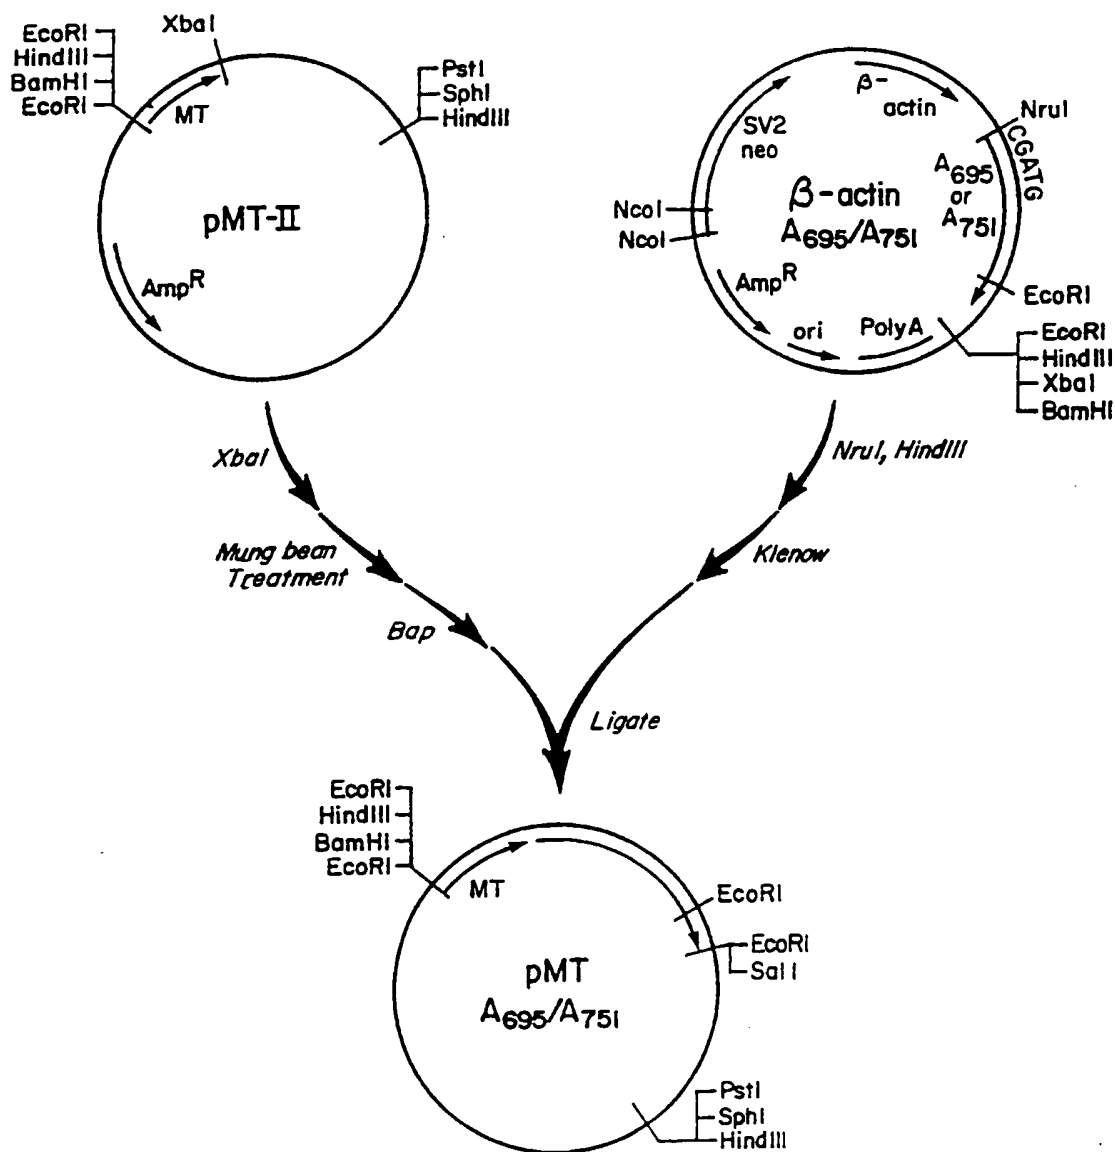 EcoRI
HindIII
BamHI
EcoRI
XbaI
MT
PstI
SphI
HindIII
pMT-II
Amp^R
β-
actin
NruI
CGATG
SV2
neo
A695
or
A751
β-actin
A695/A751
NcoI
NcoI
Amp^R
ori
PolyA
EcoRI
EcoRI
HindIII
XbaI
BamHI
XbaI
Mung bean
Treatment
Bap
NruI, HindIII
Klenow
Ligate
EcoRI
HindIII
BamHI
EcoRI
MT
EcoRI
EcoRI
SalI
pMT
A695/A751
PstI
SphI
HindIII